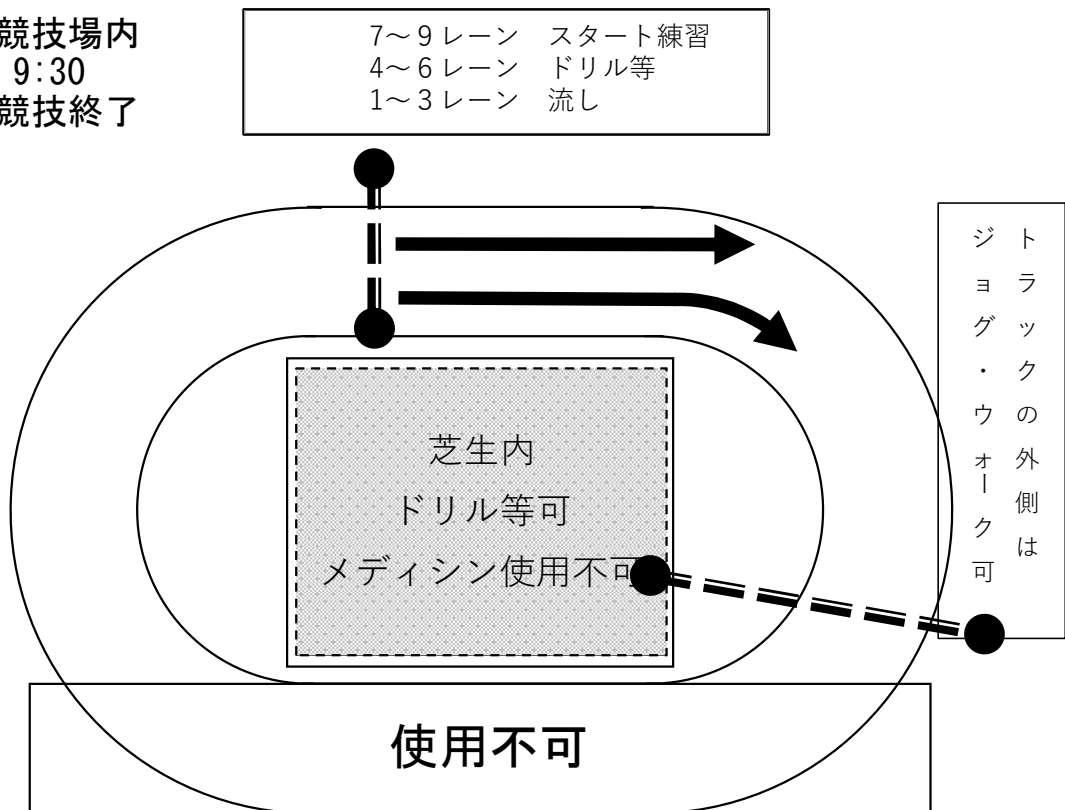 競技場内
9:30
競技終了
7～9レーン　スタート練習
4～6レーン　ドリル等
1～3レーン　流し
トラックの外側は
ジョグ・ウォーク可
芝生内
ドリル等可
メディシン使用不可
使用不可